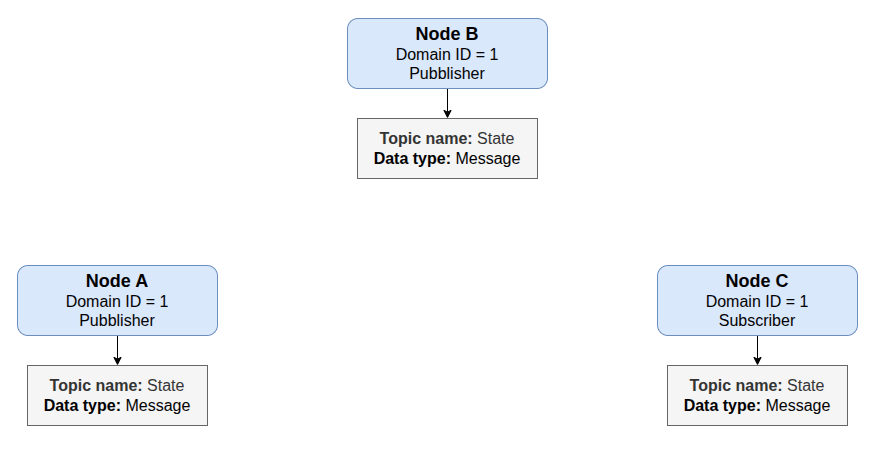 Node B
Domain ID = 1
Pubblisher
Topic name: State
Data type: Message
Node A
Domain ID = 1
Pubblisher
Topic name: State
Data type: Message
Node C
Domain ID = 1
Subscriber
Topic name: State
Data type: Message